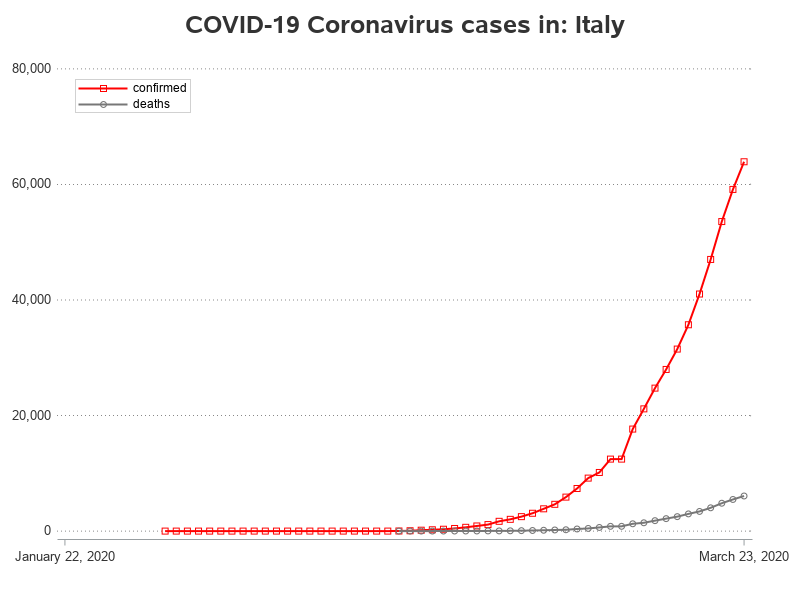 COVID-19 Coronavirus cases in: Italy
80,000
confirmed
deaths
60,000
40,000
20,000
0
January 22, 2020
March 23, 2020